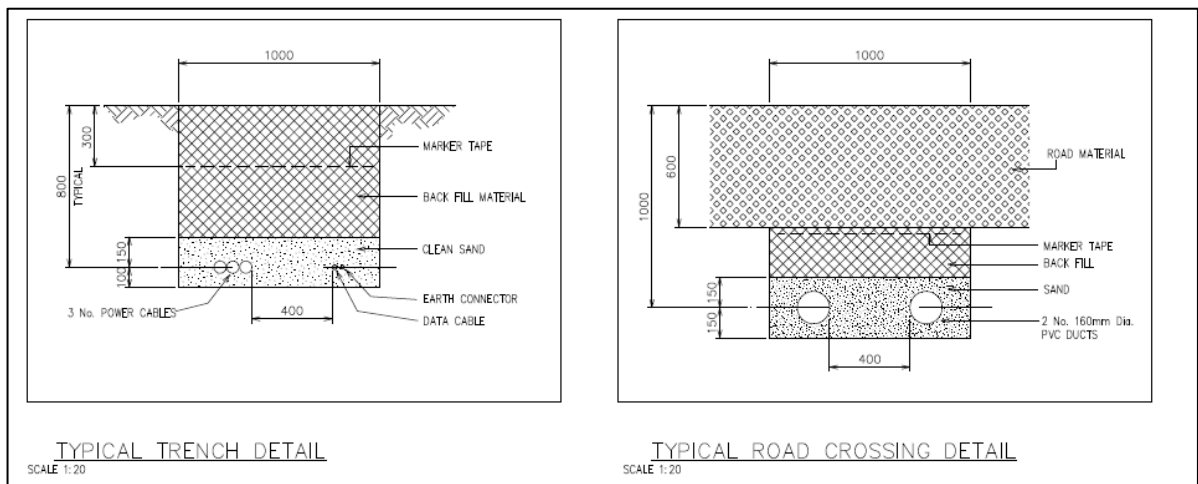 1000
300
800
TYPICAL
150
100
MARKER TAPE
BACK FILL MATERIAL
CLEAN SAND
3 No. POWER CABLES
400
EARTH CONNECTOR
DATA CABLE
TYPICAL TRENCH DETAIL
SCALE 1:20
1000
600
1000
150
150
ROAD MATERIAL
MARKER TAPE
BACK FILL
SAND
2 No. 160mm Dia.
PVC DUCTS
400
TYPICAL ROAD CROSSING DETAIL
SCALE 1:20